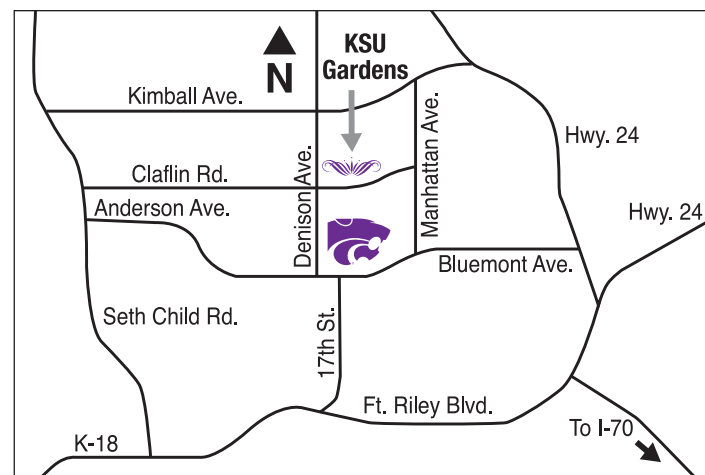 KSU
Gardens
N
Kimball Ave.
Hwy. 24
Claflin Rd.
Denison Ave.
Manhattan Ave.
Anderson Ave.
Hwy. 24
Bluemont Ave.
Seth Child Rd.
17th St.
Ft. Riley Blvd.
To I-70
K-18